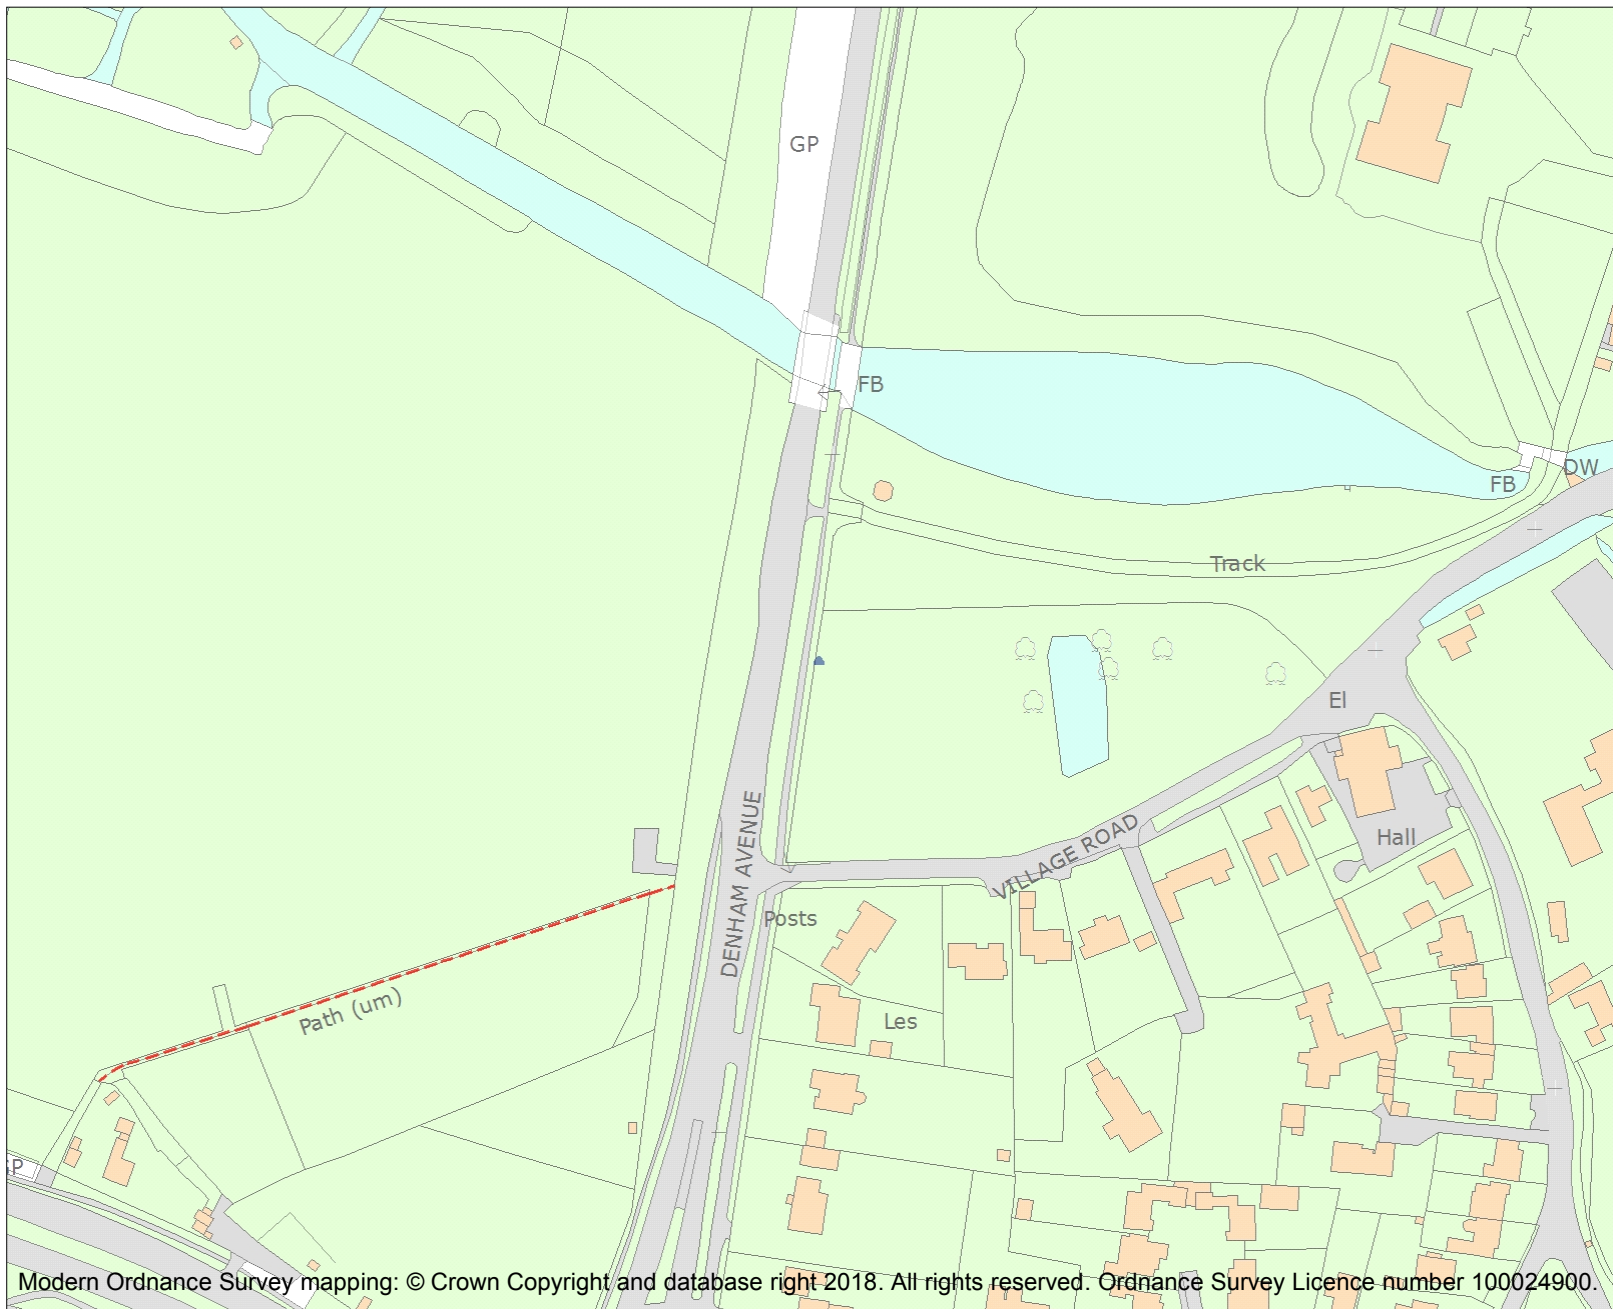 GP
FB
DW
FB
Track
El
DENHAM AVENUE
VILLAGE ROAD
Hall
Posts
Path (um)
Les
Modern Ordnance Survey mapping: © Crown Copyright and database right 2018. All rights reserved. Ordnance Survey Licence number 100024900.